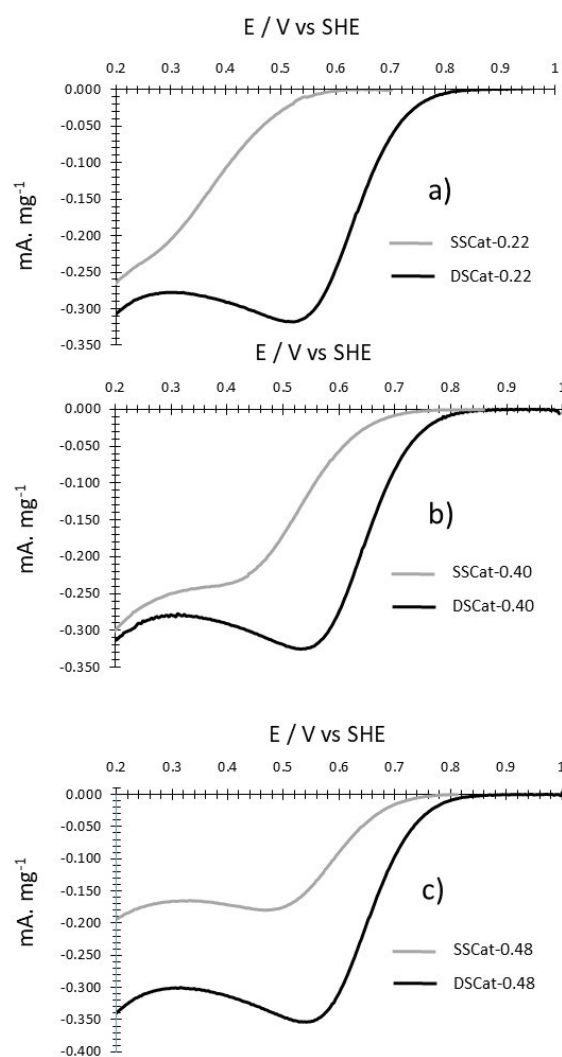 E / V vs SHE
0.2 0.3 0.4 0.5 0.6 0.7 0.8 0.9 1
0.000
-0.050
-0.100
-0.150
-0.200
-0.250
-0.300
-0.350
mA. mg-1
a)
SSCat-0.22
DSCat-0.22
E / V vs SHE
0.2 0.3 0.4 0.5 0.6 0.7 0.8 0.9 1
0.000
-0.050
-0.100
-0.150
-0.200
-0.250
-0.300
-0.350
mA. mg-1
b)
SSCat-0.40
DSCat-0.40
E / V vs SHE
0.2 0.3 0.4 0.5 0.6 0.7 0.8 0.9 1
0.000
-0.050
-0.100
-0.150
-0.200
-0.250
-0.300
-0.350
-0.400
mA. mg-1
c)
SSCat-0.48
DSCat-0.48